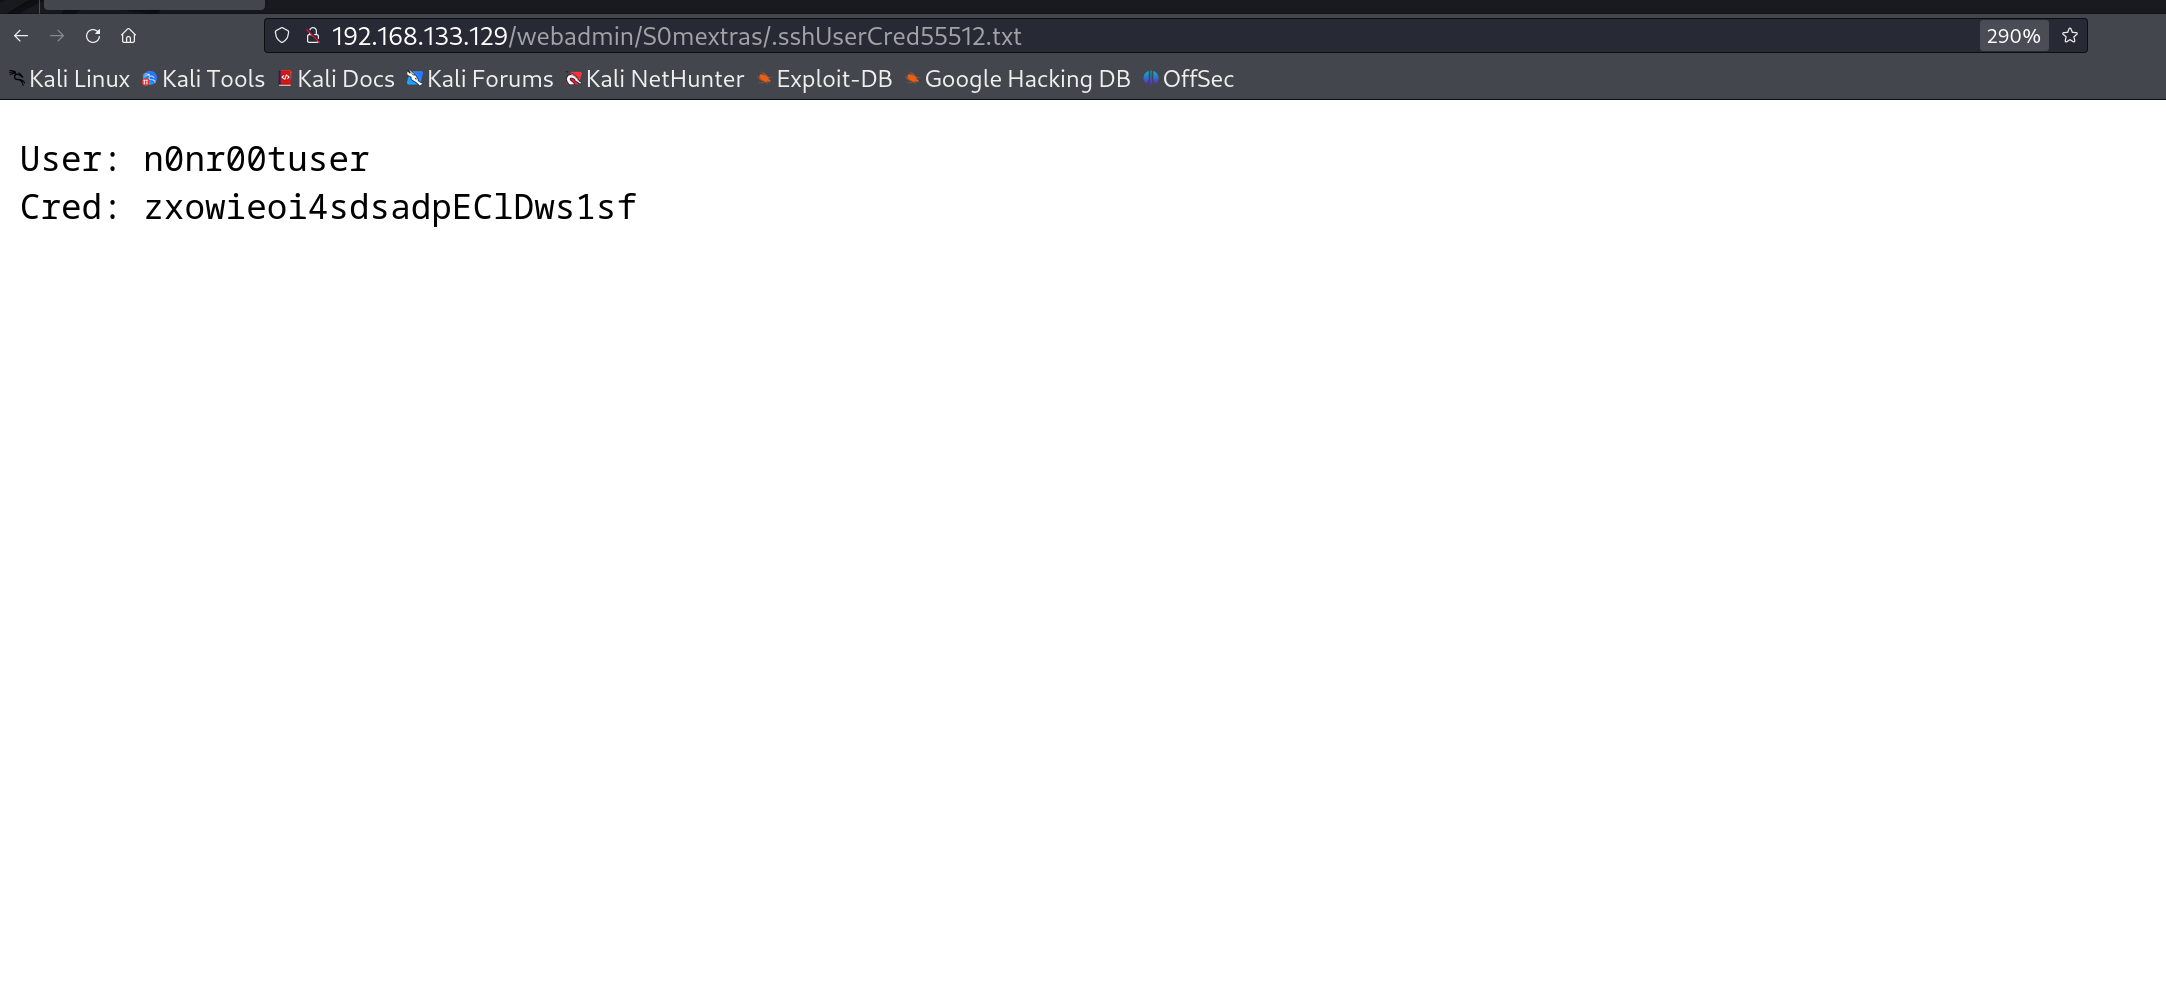 192.168.133.129/webadmin/S0mextras/.sshUserCred55512.txt
290%
Kali Linux Kali Tools Kali Docs Kali Forums Kali NetHunter Exploit-DB Google Hacking DB OffSec
User: n0nr00tuser
Cred: zxowieoi4sdsadpEClDws1sf